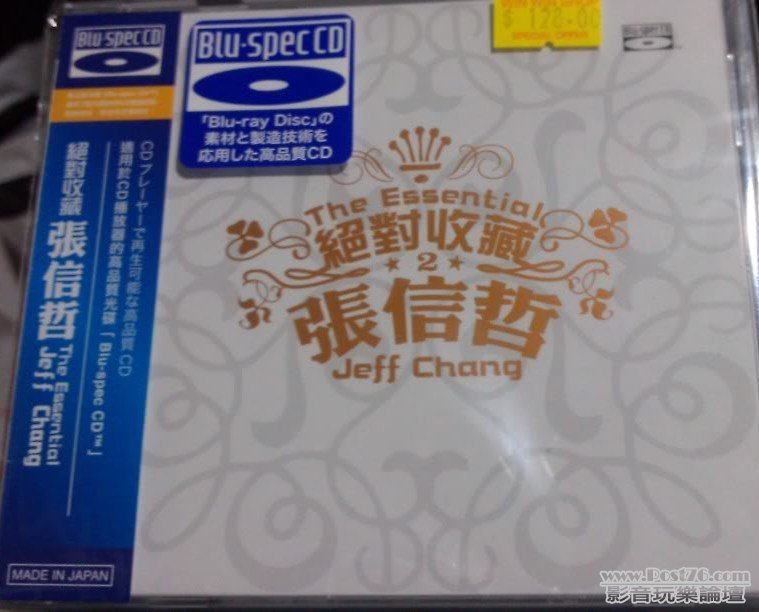 Blu-spec CD
絕對收藏 張信哲
The Essential
Jeff Chang
CDプレーヤーで再生可能な高品質CD
適用於CD播放器的高品質光碟「Blu-spec CD™」
MADE IN JAPAN
Blu-spec CD
「Blu-ray Disc」の
素材と製造技術を
応用した高品質CD
$ 128.00
SPECIAL OFFER
Blu-spec CD
The Essential
絕對收藏
2
張信哲
Jeff Chang
www.Post76.com
影音玩樂論壇